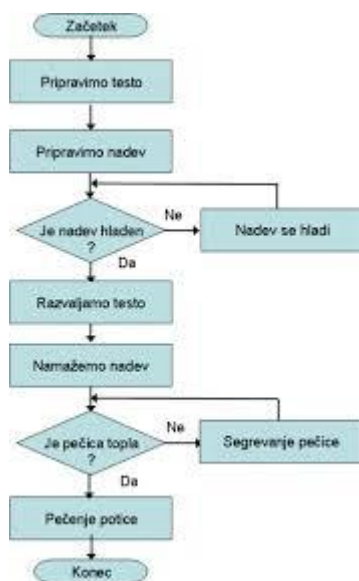 Začetek
Pripravimo testo
Pripravimo nadev
Je nadev hladen
?
Ne
Nadev se hladi
Da
Razvaljamo testo
Namažemo nadev
Je pečica topla
?
Ne
Segrevanje pečice
Da
Pečenje potice
Konec